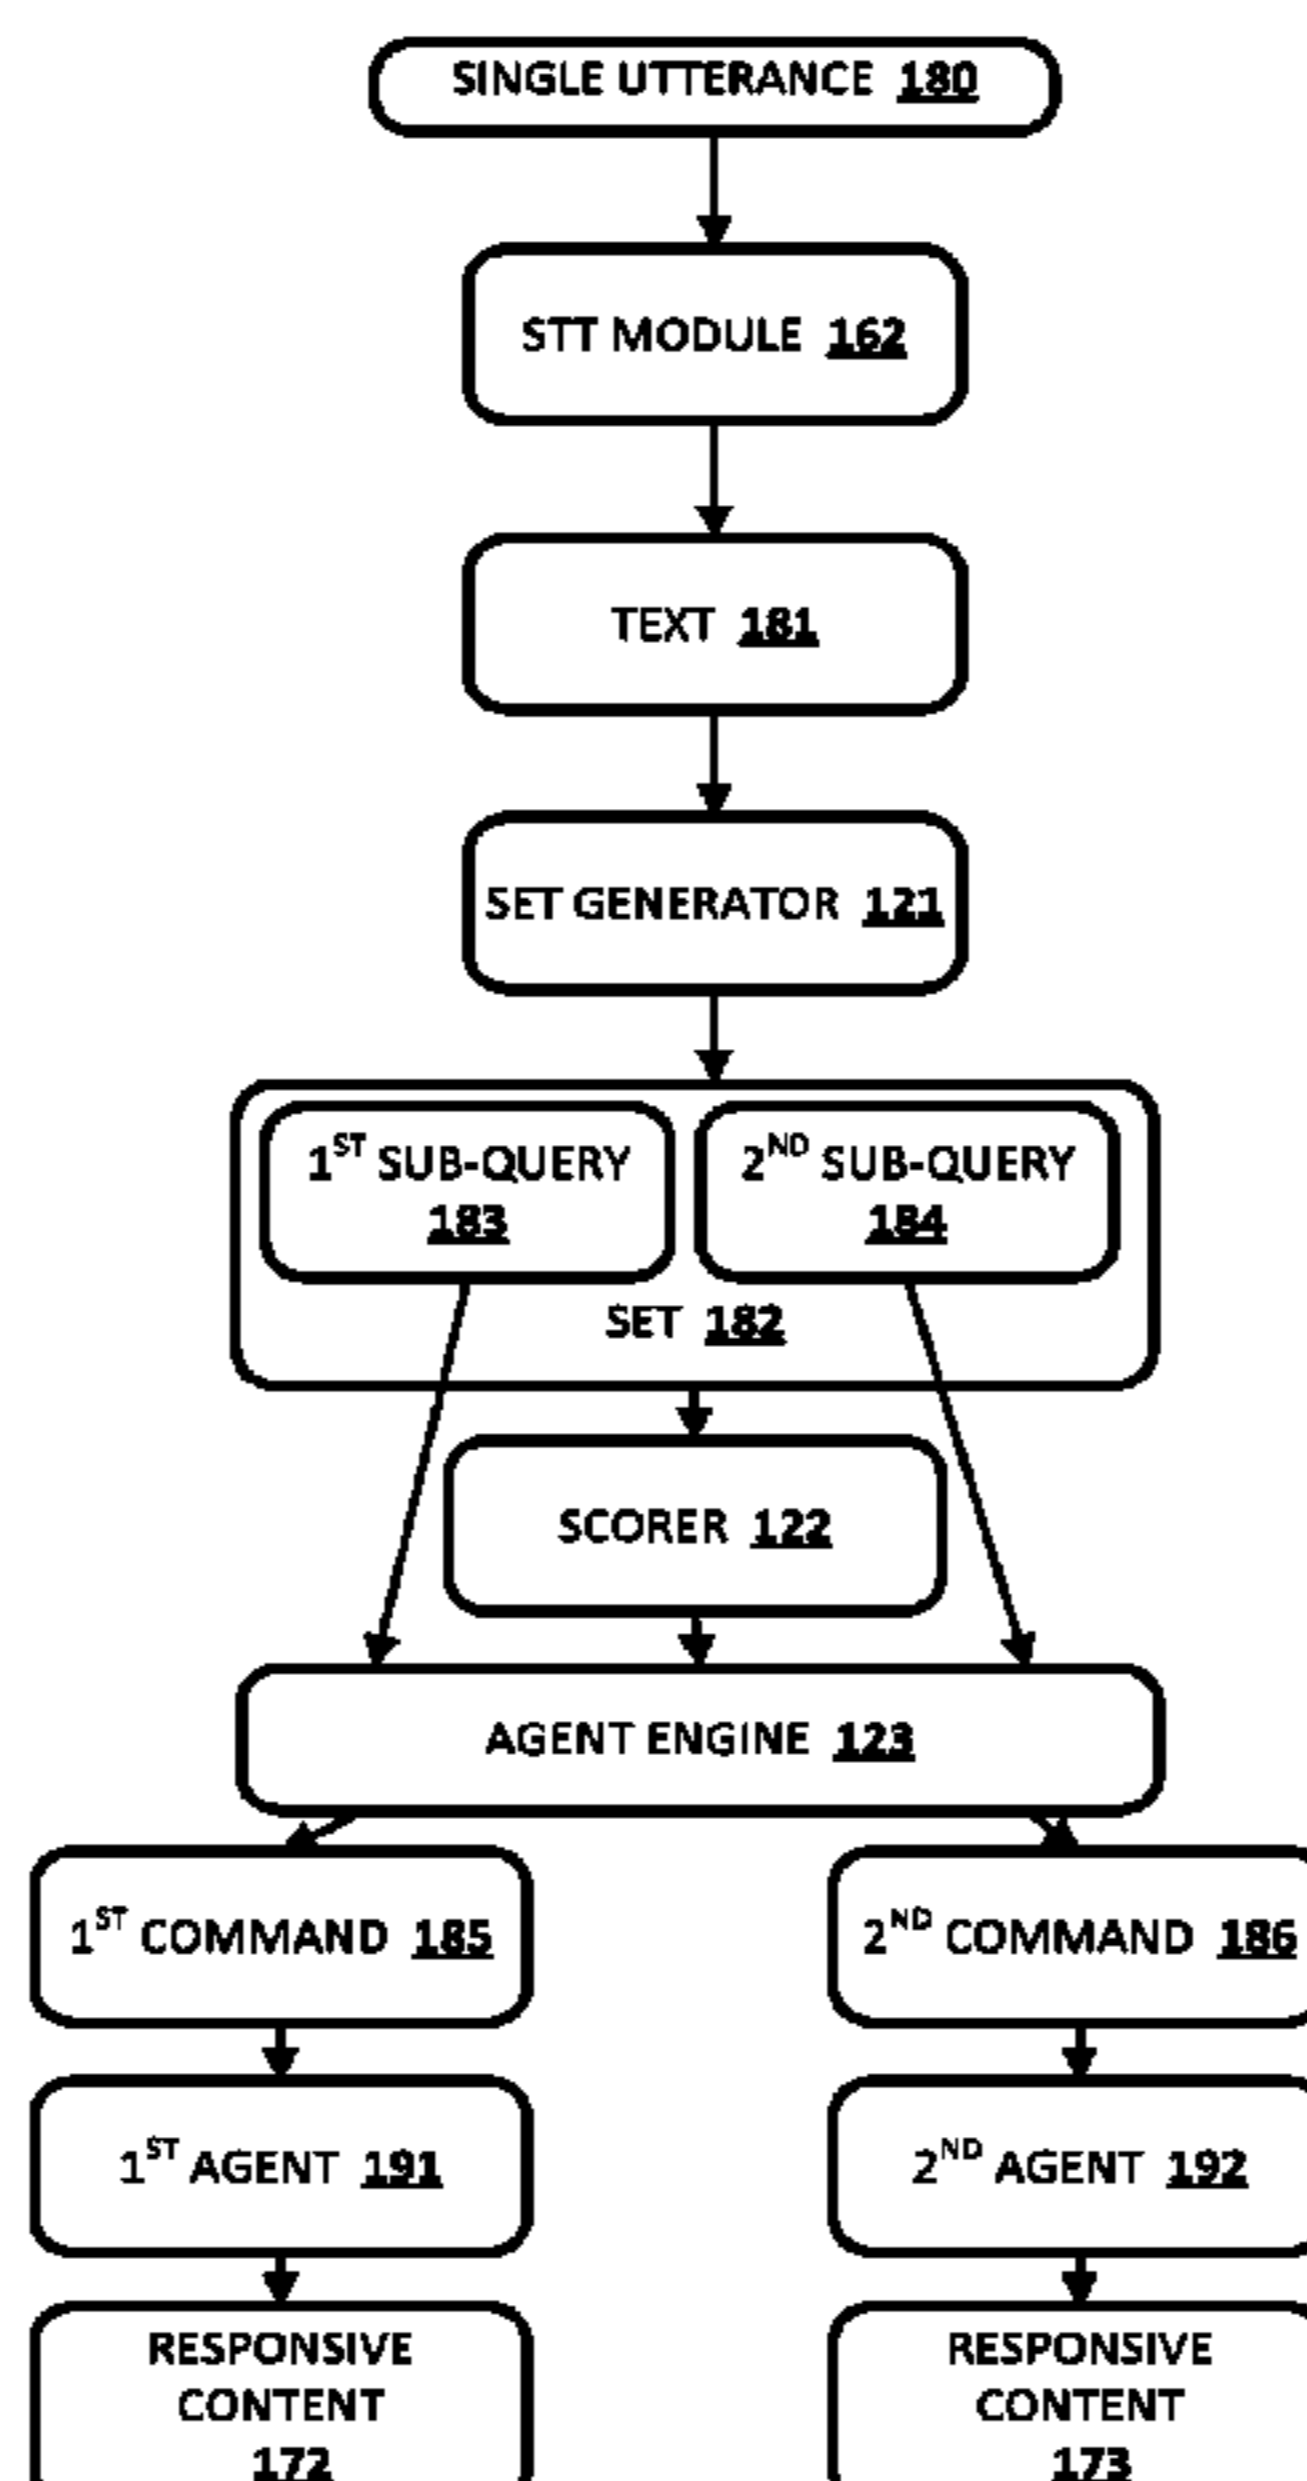 SINGLE UTTERANCE 180
STT MODULE 162
TEXT 181
SET GENERATOR 121
1ST SUB-QUERY
183
2ND SUB-QUERY
184
SET 182
SCORER 122
AGENT ENGINE 123
1ST COMMAND 185
2ND COMMAND 186
1ST AGENT 191
2ND AGENT 192
RESPONSIVE
CONTENT
172
RESPONSIVE
CONTENT
173